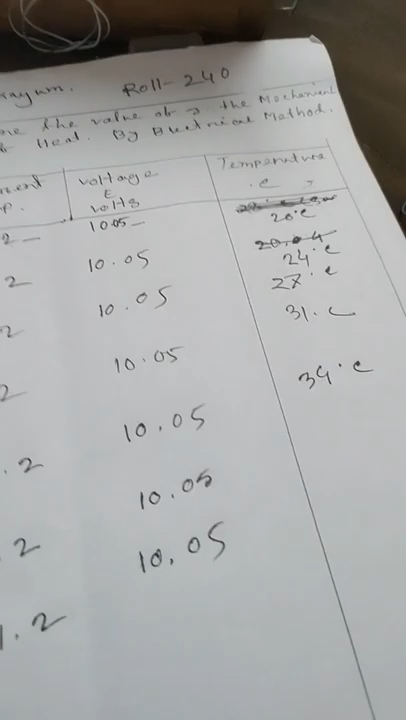 Roll-240
the value of J the Mechanical
Heat. By Electrical Method.
voltage
E
volts
Temperature
°C
2 —
10.05 —
20°C
2
10.05
24°C
2
10.05
27°C
2
10.05
31°C
.2
10.05
34°C
2
10.05
1.2
10.05